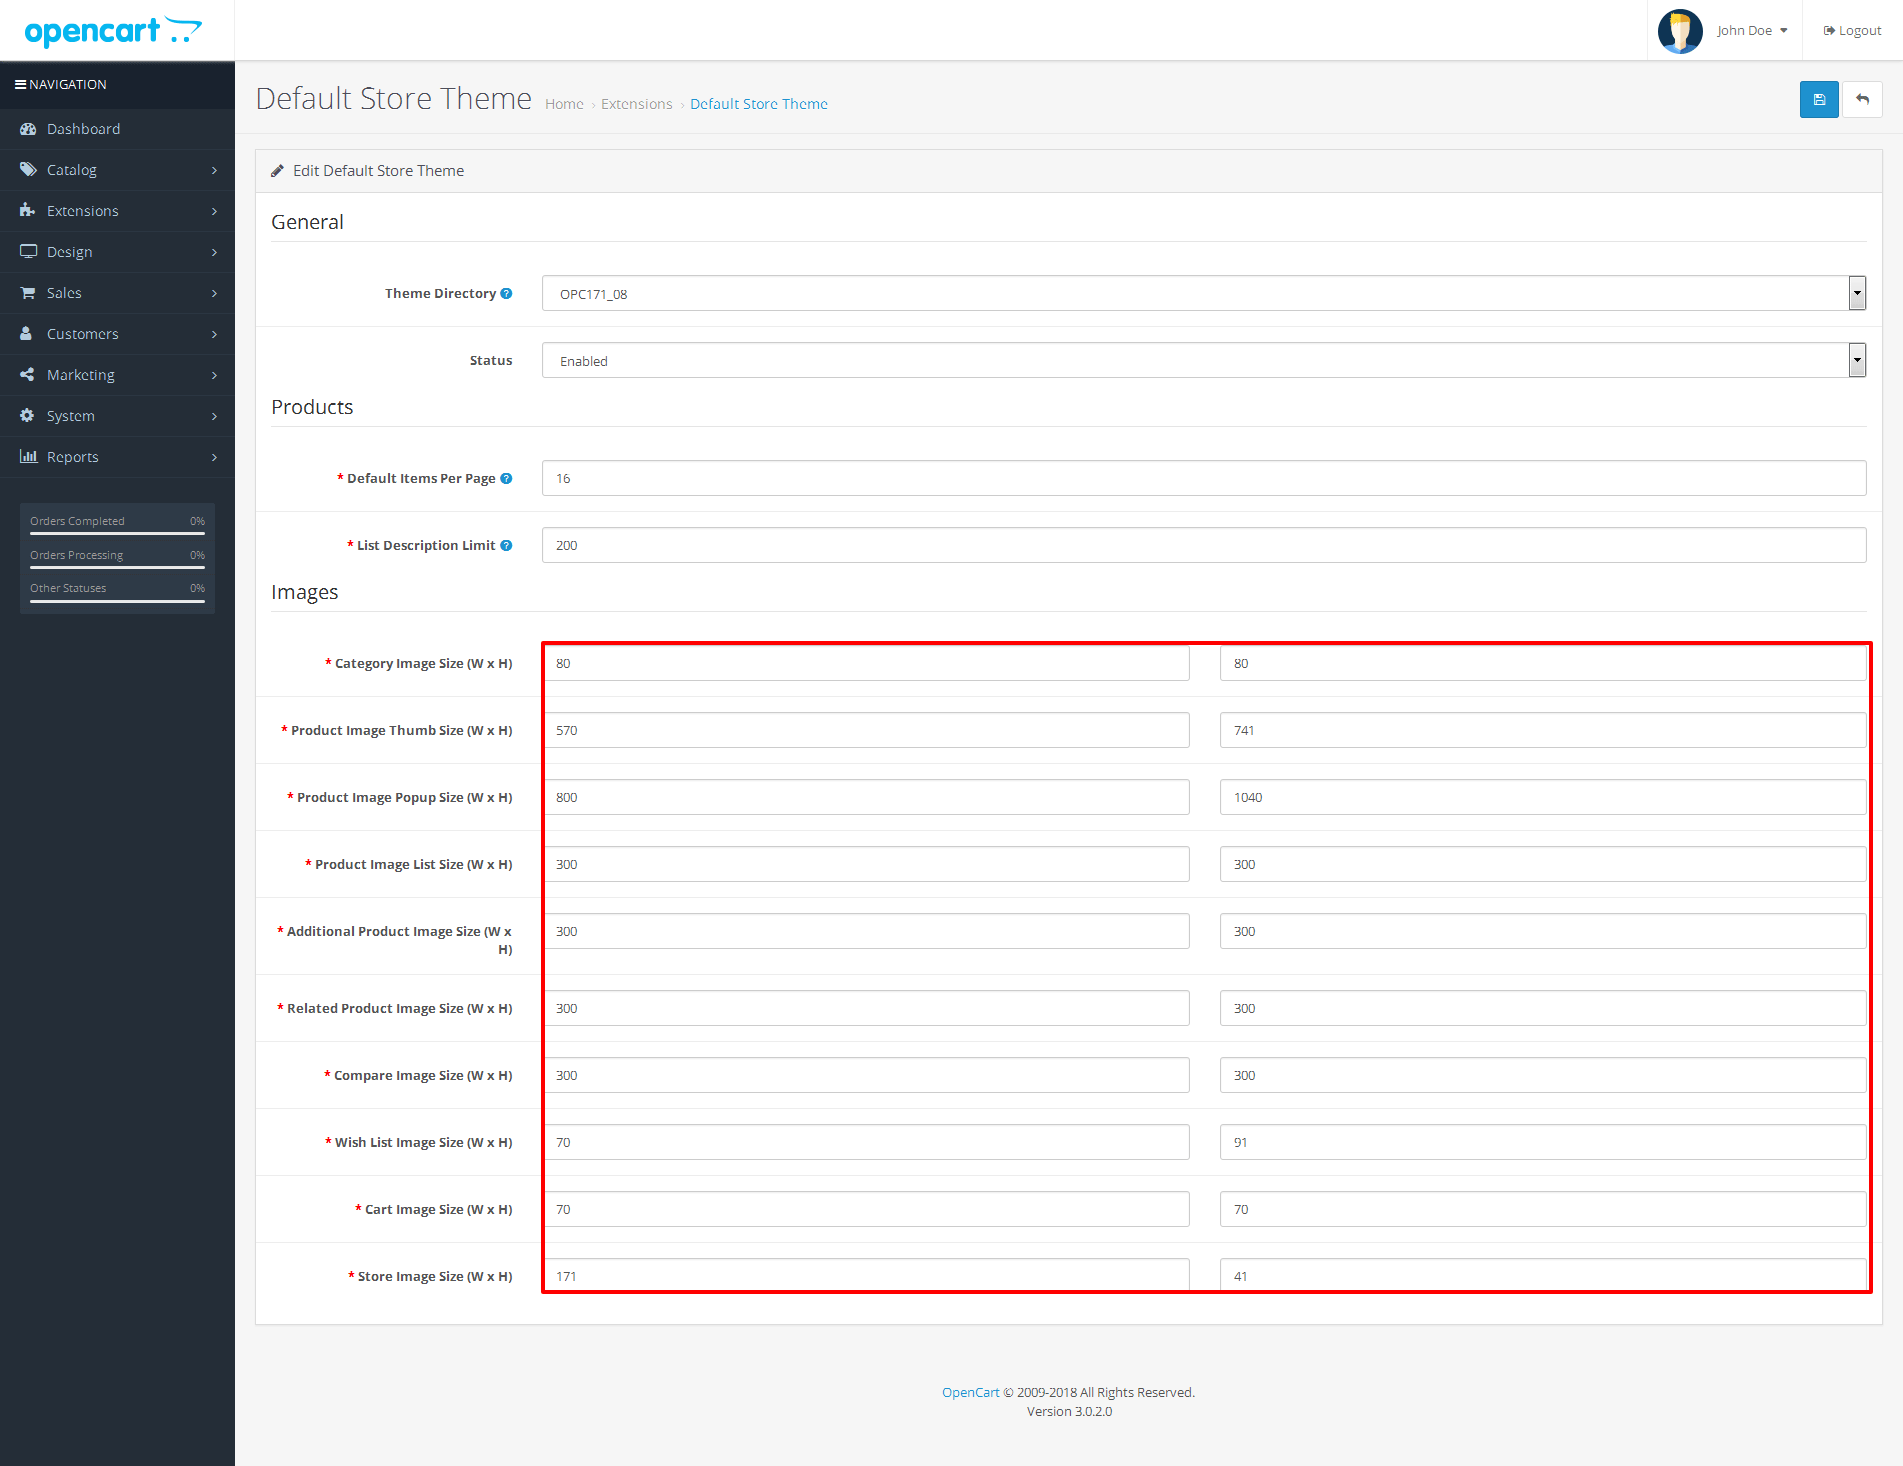 opencart
John Doe
Logout
NAVIGATION
Dashboard
Catalog
Extensions
Design
Sales
Customers
Marketing
System
Reports
Orders Completed 0%
Orders Processing 0%
Other Statuses 0%
Default Store Theme Home › Extensions › Default Store Theme
Edit Default Store Theme
General
Theme Directory ? OPC171_08
Status Enabled
Products
* Default Items Per Page ? 16
* List Description Limit ? 200
Images
* Category Image Size (W x H) 80 80
* Product Image Thumb Size (W x H) 570 741
* Product Image Popup Size (W x H) 800 1040
* Product Image List Size (W x H) 300 300
* Additional Product Image Size (W x 300 300
H)
* Related Product Image Size (W x H) 300 300
* Compare Image Size (W x H) 300 300
* Wish List Image Size (W x H) 70 91
* Cart Image Size (W x H) 70 70
* Store Image Size (W x H) 171 41
OpenCart © 2009-2018 All Rights Reserved.
Version 3.0.2.0